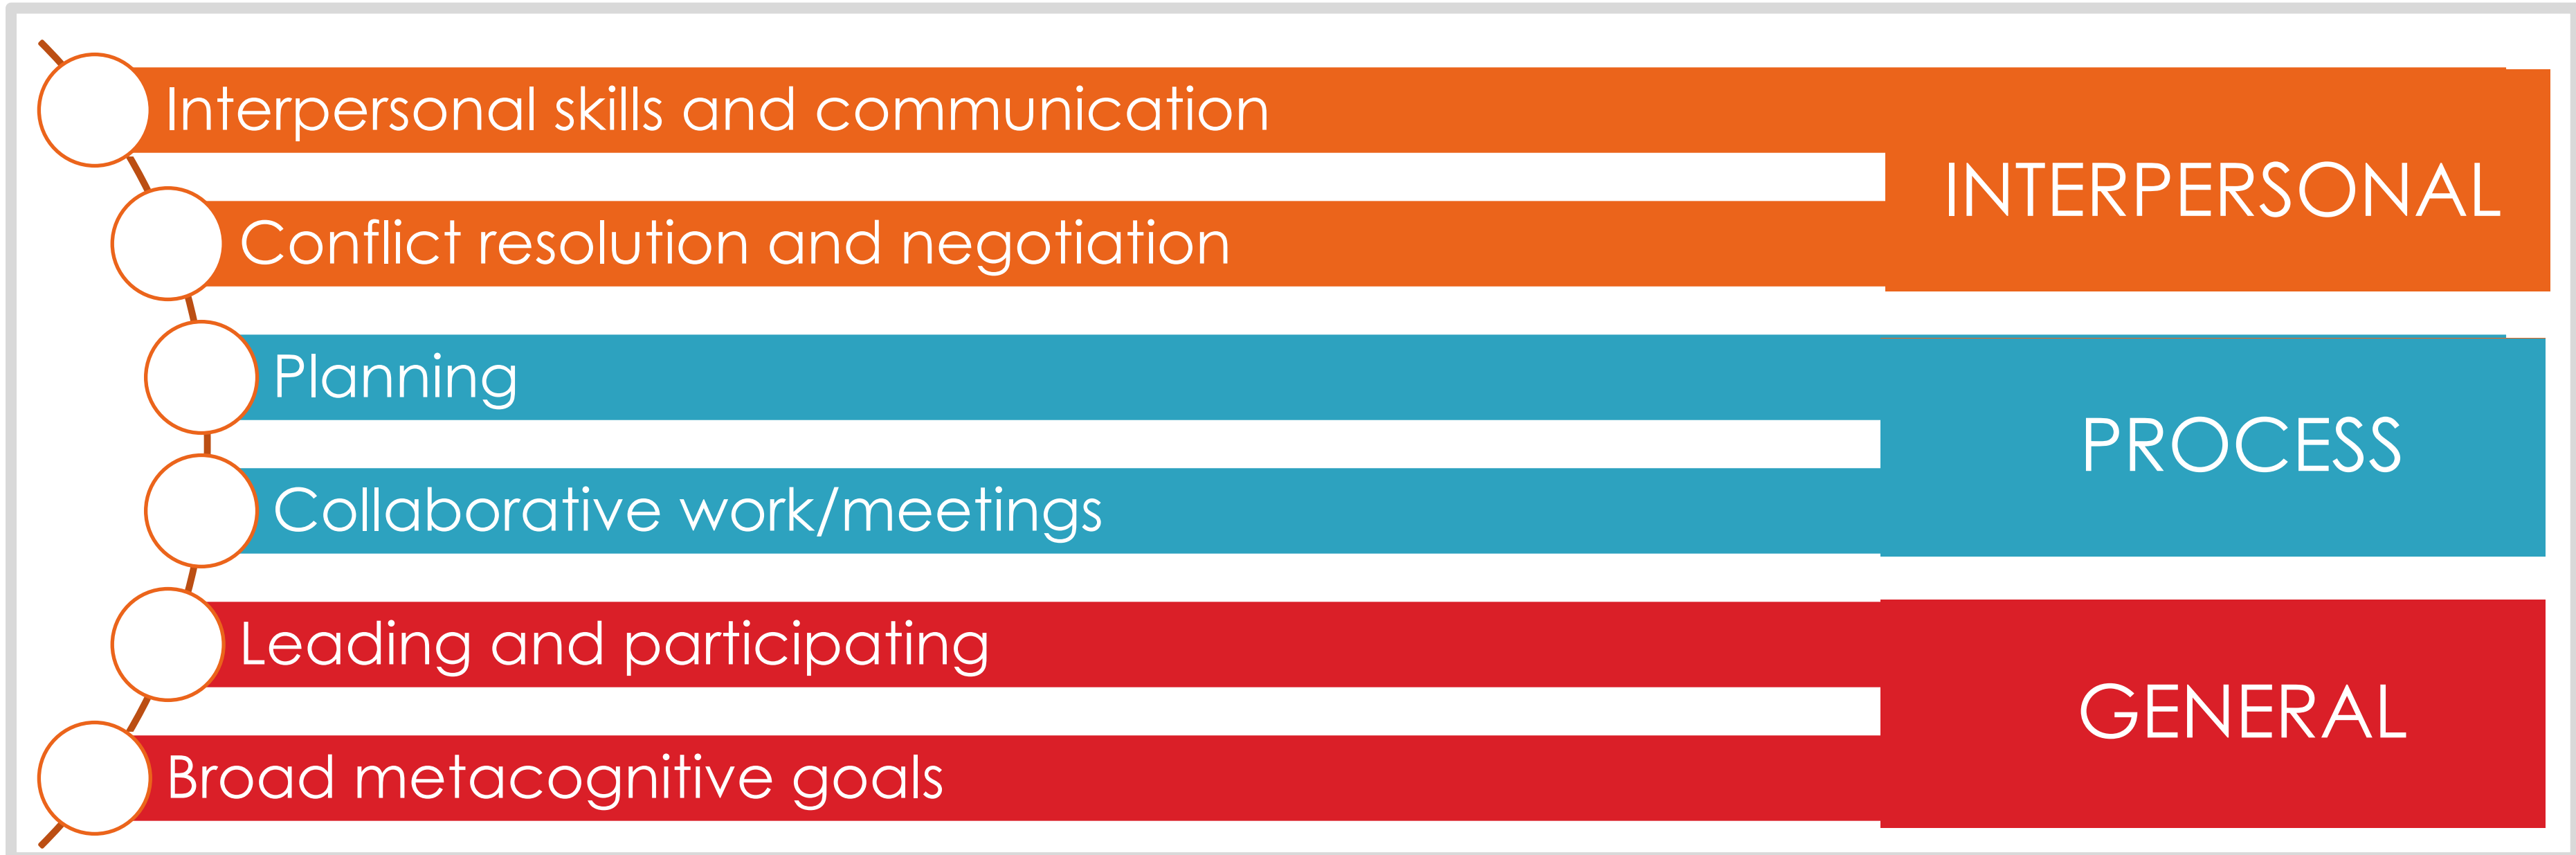 Interpersonal skills and communication
Conflict resolution and negotiation
INTERPERSONAL
Planning
Collaborative work/meetings
PROCESS
Leading and participating
Broad metacognitive goals
GENERAL